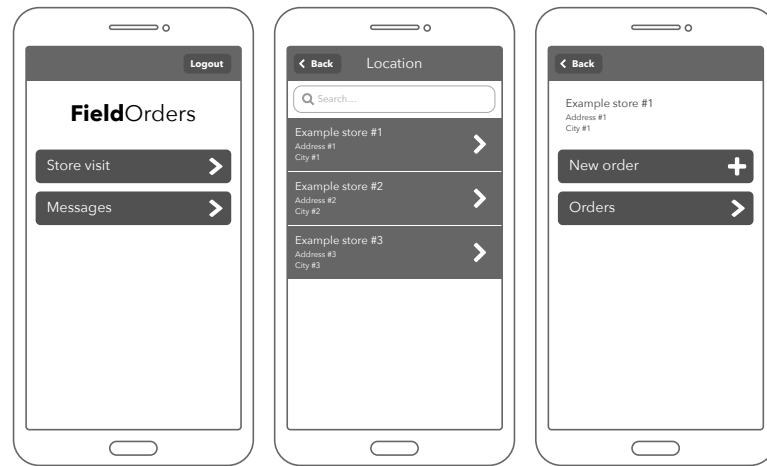 Logout
FieldOrders
Store visit
Messages
Back
Location
Search...
Example store #1
Address #1
City #1
Example store #2
Address #2
City #2
Example store #3
Address #3
City #3
Back
Example store #1
Address #1
City #1
New order
Orders